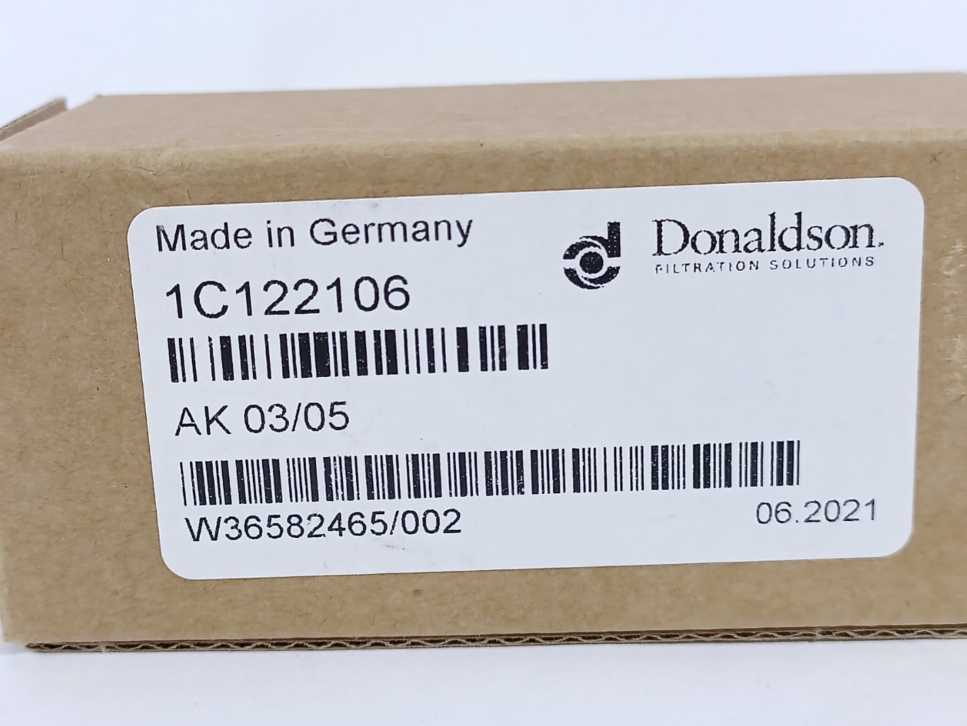 Made in Germany
Donaldson.
FILTRATION SOLUTIONS
1C122106
AK 03/05
W36582465/002
06.2021